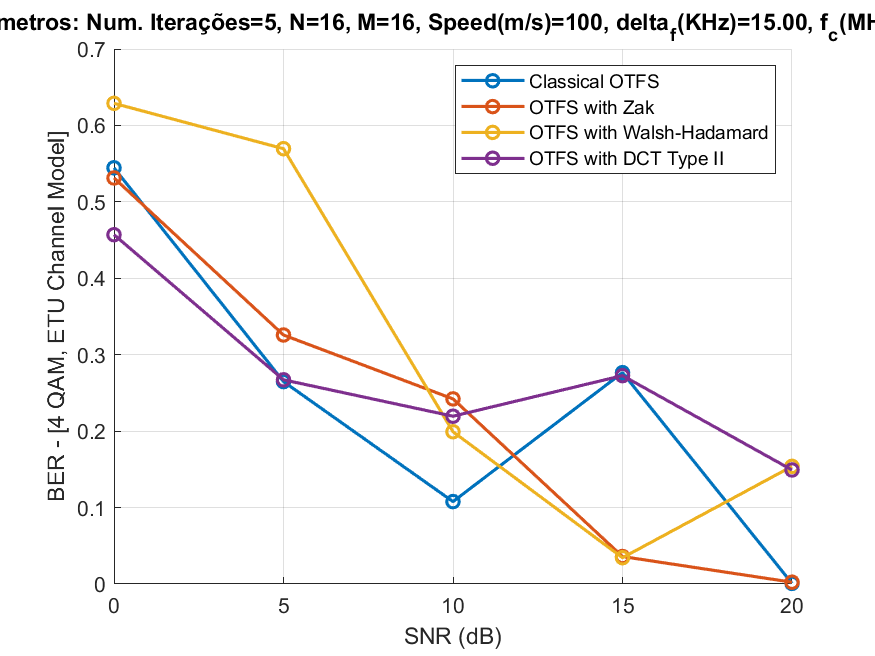 metros: Num. Iterações=5, N=16, M=16, Speed(m/s)=100, delta_f(KHz)=15.00, f_c(MH
0.7
0.6
0.5
0.4
0.3
0.2
0.1
0
BER - [4 QAM, ETU Channel Model]
Classical OTFS
OTFS with Zak
OTFS with Walsh-Hadamard
OTFS with DCT Type II
0 5 10 15 20
SNR (dB)